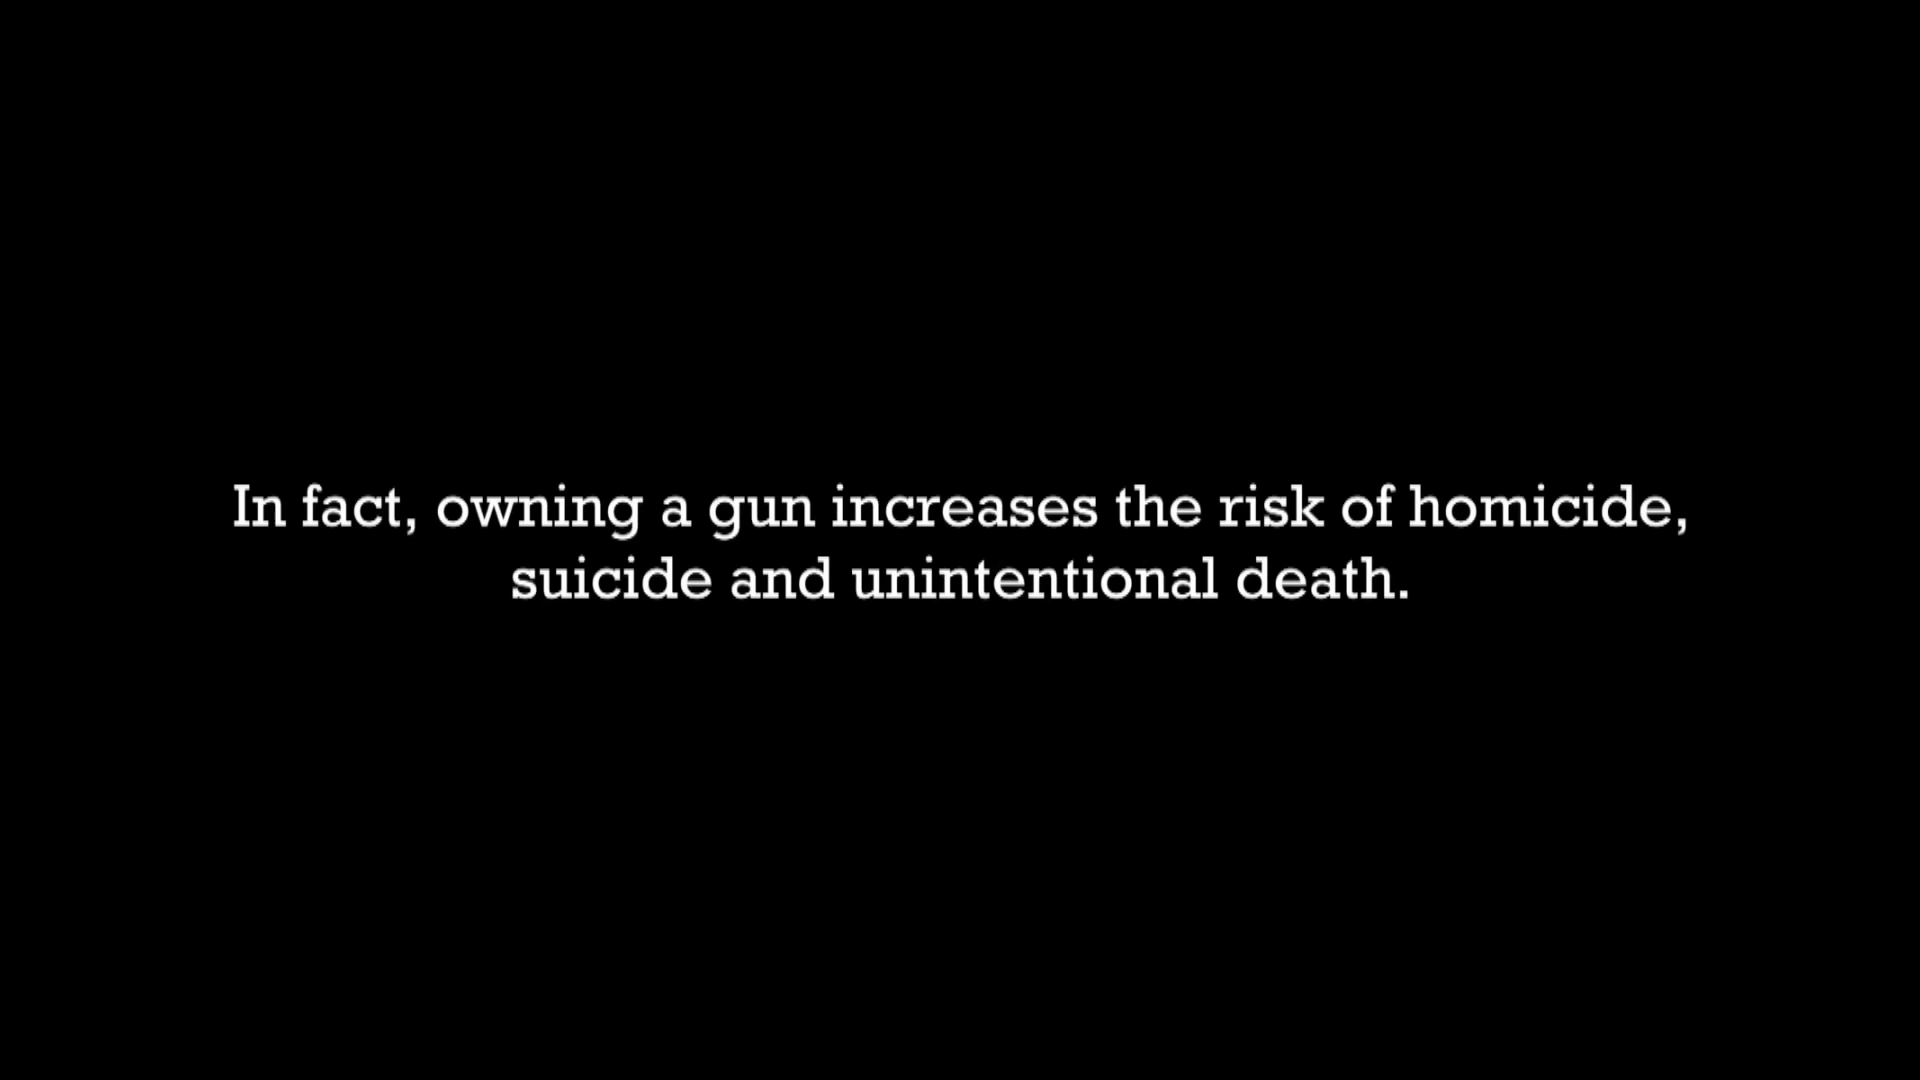 In fact, owning a gun increases the risk of homicide,
suicide and unintentional death.